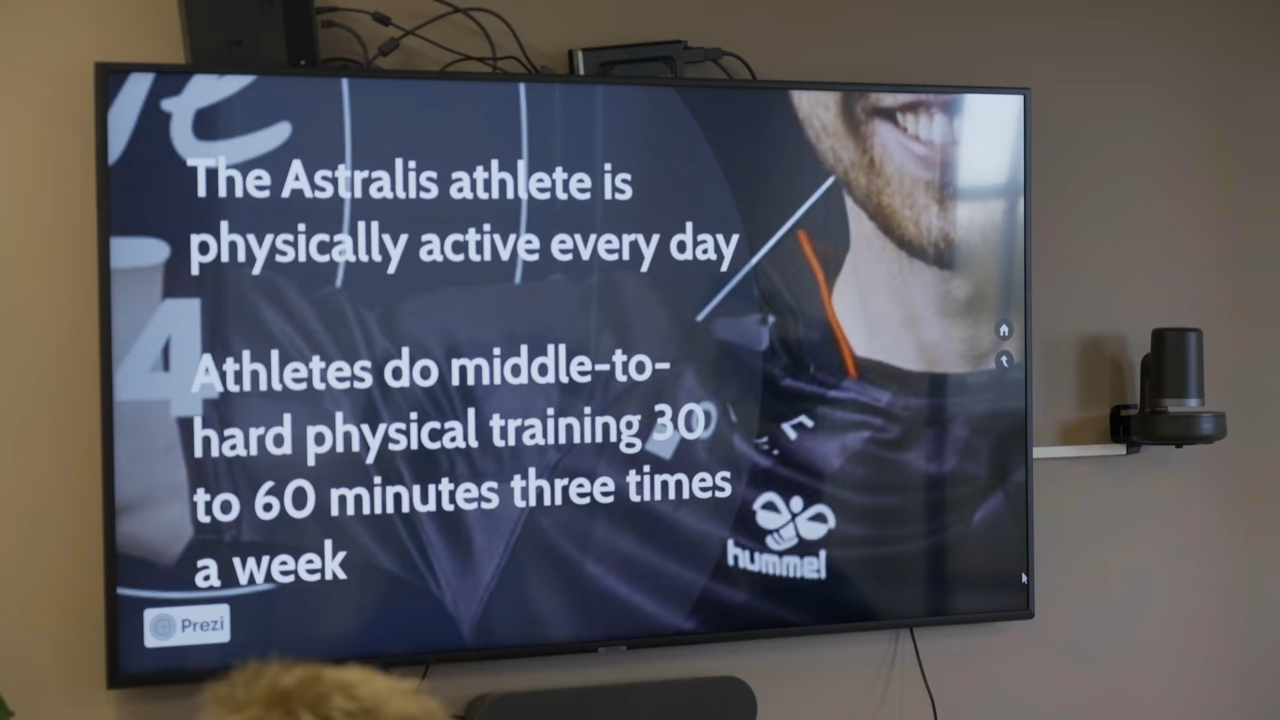 The Astralis athlete is
physically active every day
4
Athletes do middle-to-
hard physical training 30
to 60 minutes three times
a week
hummel
Prezi